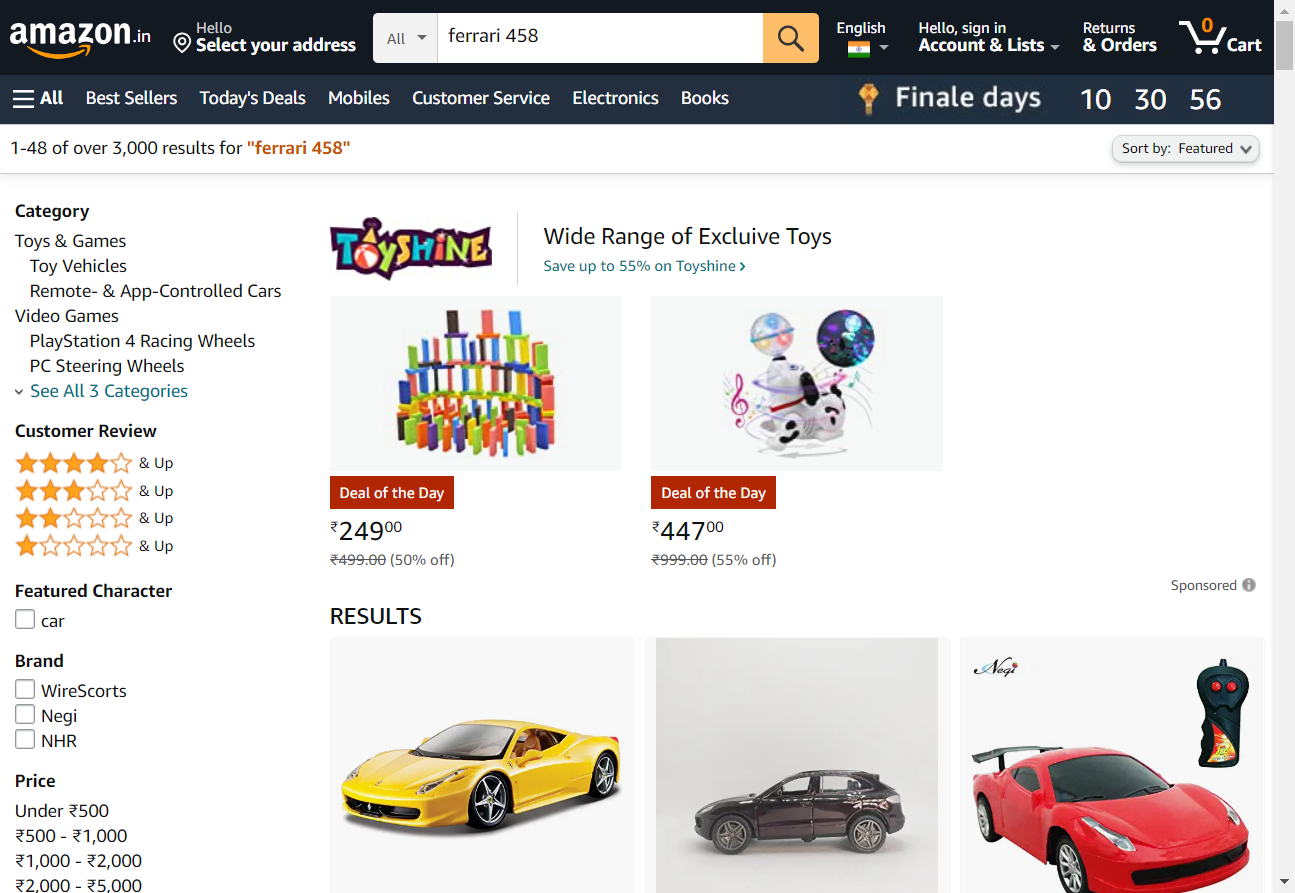 amazon.in
Hello
Select your address
All
ferrari 458
English
Hello, sign in
Account & Lists
Returns
& Orders
0
Cart
All
Best Sellers
Today's Deals
Mobiles
Customer Service
Electronics
Books
Finale days
10 30 56
1-48 of over 3,000 results for "ferrari 458"
Sort by: Featured
Category
Toys & Games
Toy Vehicles
Remote- & App-Controlled Cars
Video Games
PlayStation 4 Racing Wheels
PC Steering Wheels
See All 3 Categories
Customer Review
& Up
& Up
& Up
& Up
Featured Character
car
Brand
WireScorts
Negi
NHR
Price
Under ₹500
₹500 - ₹1,000
₹1,000 - ₹2,000
₹2,000 - ₹5,000
TOYSHINE
Wide Range of Excluive Toys
Save up to 55% on Toyshine ›
Deal of the Day
₹24900
₹499.00 (50% off)
Deal of the Day
₹44700
₹999.00 (55% off)
Sponsored
RESULTS
Negi